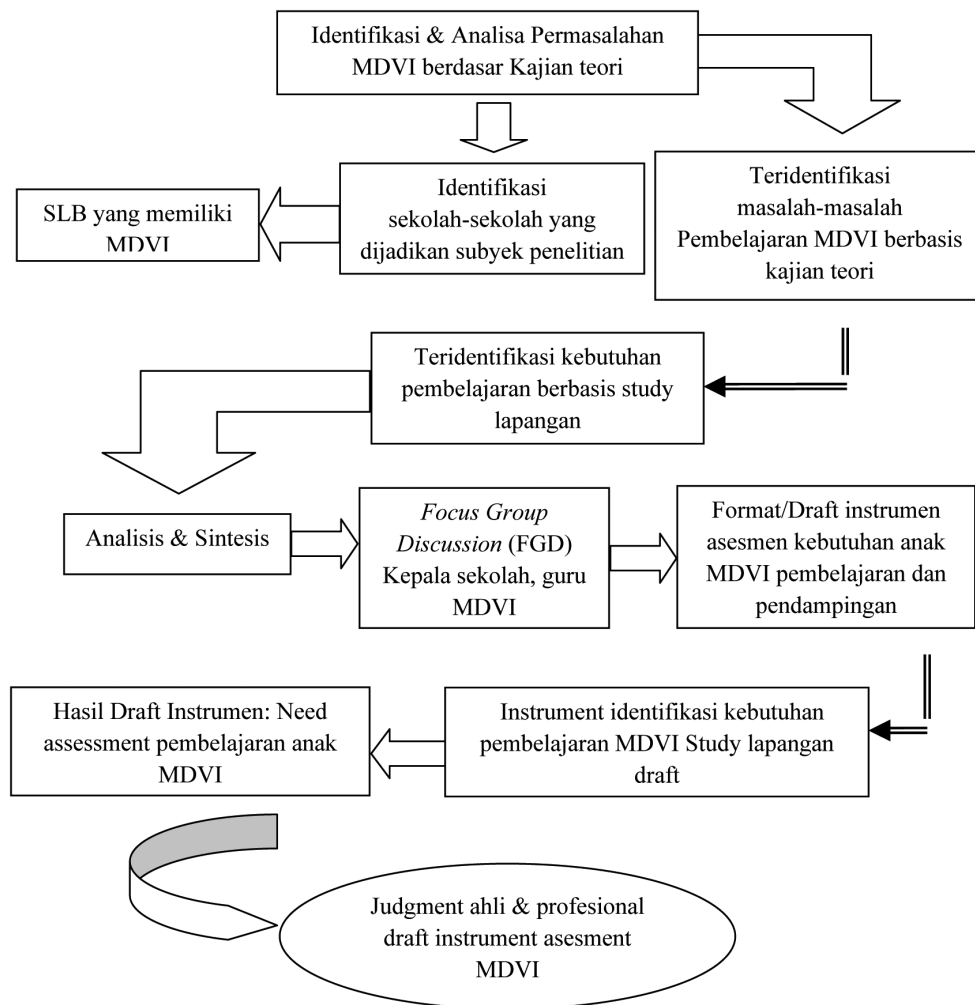 Identifikasi & Analisa Permasalahan
MDVI berdasar Kajian teori
SLB yang memiliki
MDVI
Identifikasi
sekolah-sekolah yang
dijadikan subyek penelitian
Teridentifikasi
masalah-masalah
Pembelajaran MDVI berbasis
kajian teori
Teridentifikasi kebutuhan
pembelajaran berbasis study
lapangan
Analisis & Sintesis
Focus Group
Discussion (FGD)
Kepala sekolah, guru
MDVI
Format/Draft instrumen
asesmen kebutuhan anak
MDVI pembelajaran dan
pendampingan
Hasil Draft Instrumen: Need
assessment pembelajaran anak
MDVI
Instrument identifikasi kebutuhan
pembelajaran MDVI Study lapangan
draft
Judgment ahli & profesional
draft instrument asesment
MDVI